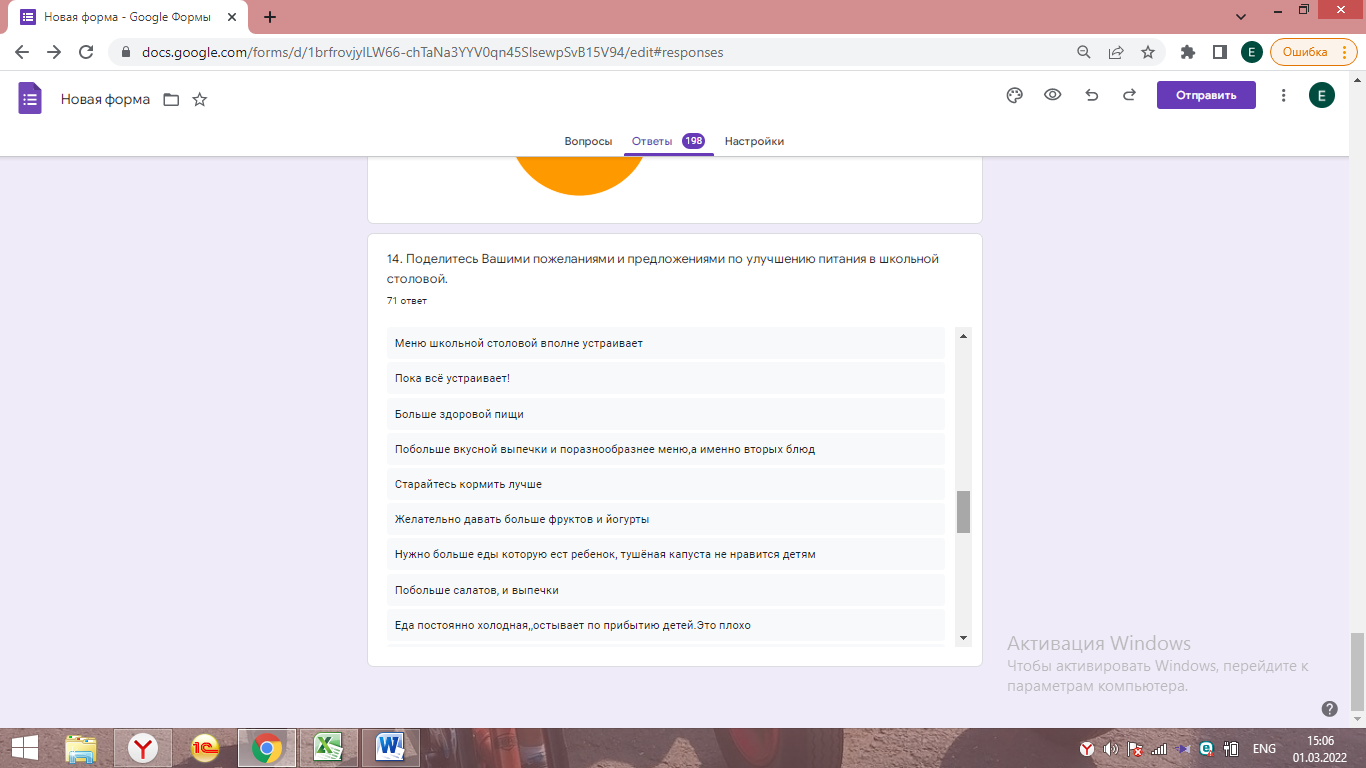 Новая форма - Google Формы
docs.google.com/forms/d/1brfrovjyILW66-chTaNa3YYV0qn45SIsewpSvB15V94/edit#responses
E
Ошибка
Новая форма
Отправить
E
Вопросы
Ответы 198
Настройки
14. Поделитесь Вашими пожеланиями и предложениями по улучшению питания в школьной
столовой.
71 ответ
Меню школьной столовой вполне устраивает
Пока всё устраивает!
Больше здоровой пищи
Побольше вкусной выпечки и поразнообразнее меню,а именно вторых блюд
Старайтесь кормить лучше
Желательно давать больше фруктов и йогурты
Нужно больше еды которую ест ребенок, тушёная капуста не нравится детям
Побольше салатов, и выпечки
Еда постоянно холодная,,остывает по прибытию детей.Это плохо
Активация Windows
Чтобы активировать Windows, перейдите к
параметрам компьютера.
ENG
15:06
01.03.2022